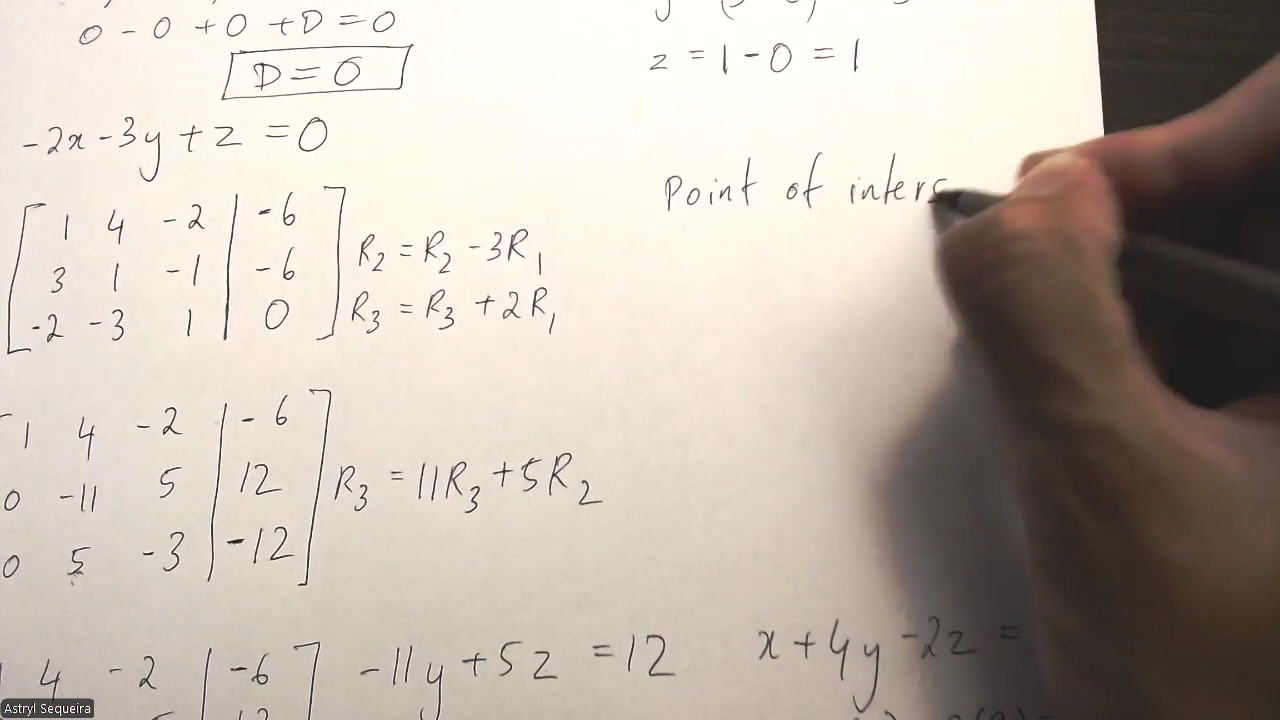 0 - 0 + 0 + D = 0
D = 0
-2x - 3y + z = 0
1 4 -2 | -6
3 1 -1 | -6 R2 = R2 - 3R1
-2 -3 1 | 0 R3 = R3 + 2R1
1 4 -2 | -6
0 -11 5 | 12 R3 = 11R3 + 5R2
0 5 -3 | -12
4 -2 | -6 -11y + 5z = 12
z = 1 - 0 = 1
Point of inters
x + 4y - 2z =
Astryl Sequeira